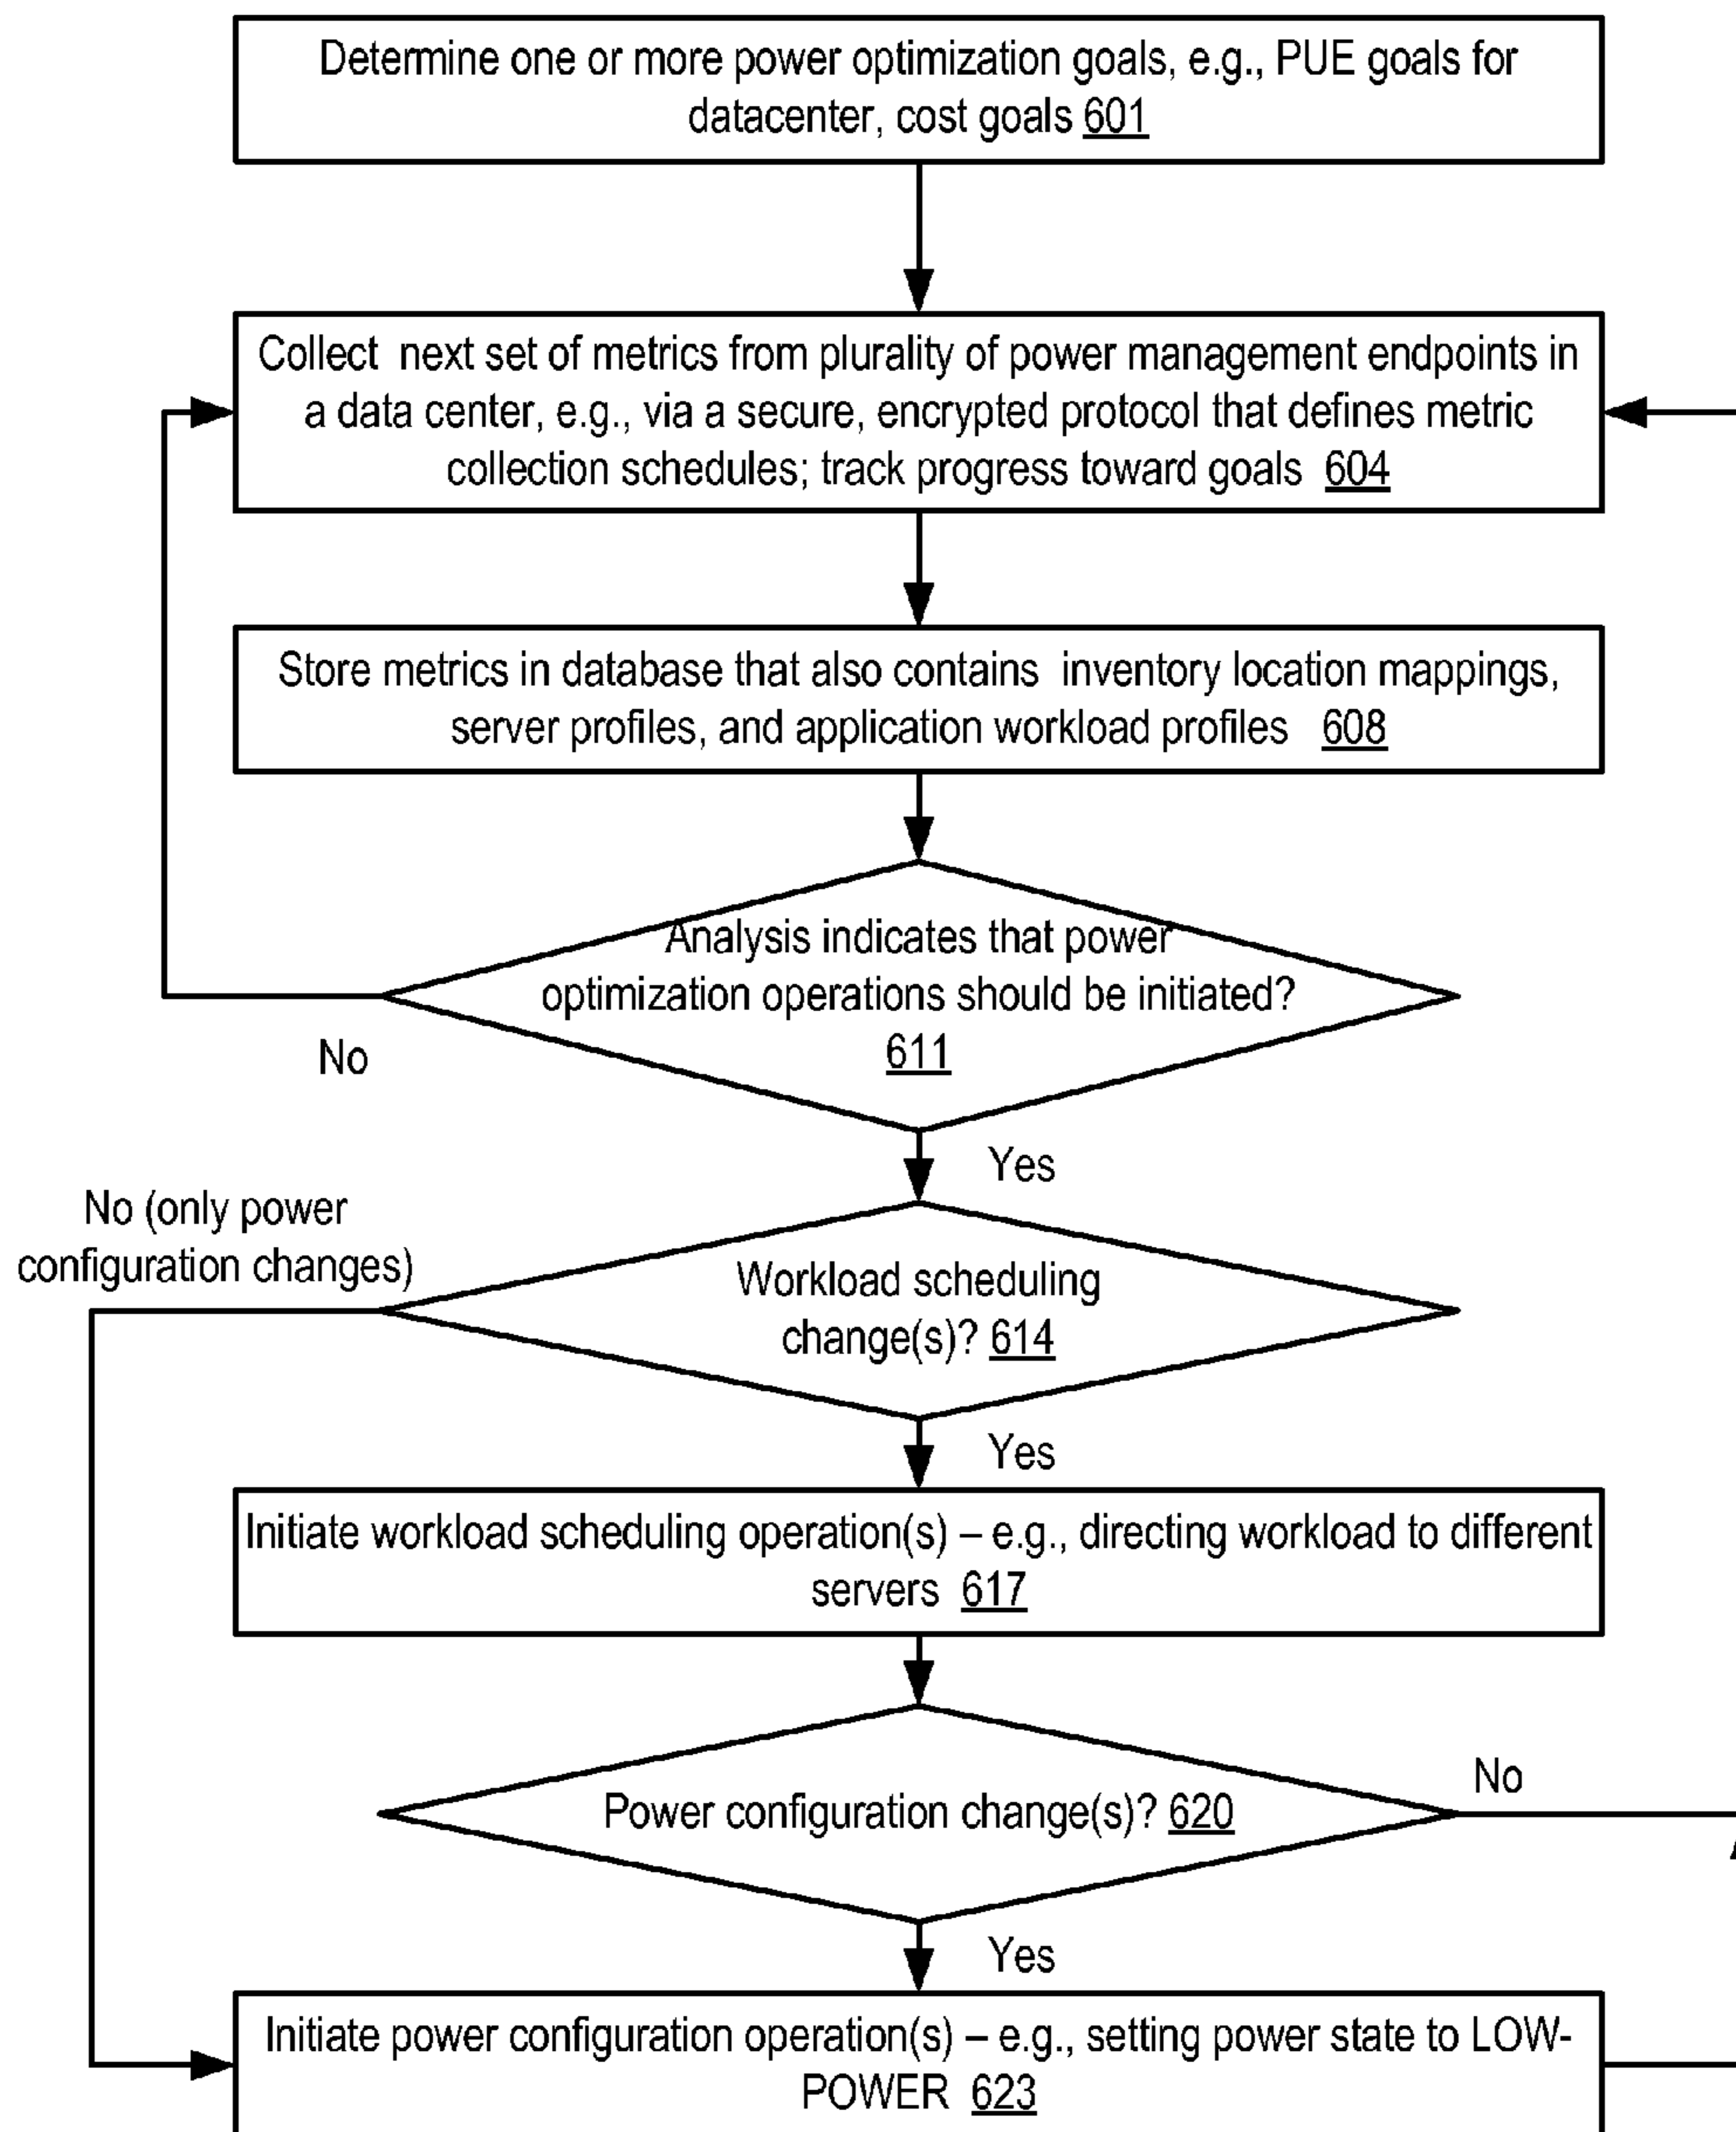 Determine one or more power optimization goals, e.g., PUE goals for
datacenter, cost goals 601
Collect next set of metrics from plurality of power management endpoints in
a data center, e.g., via a secure, encrypted protocol that defines metric
collection schedules; track progress toward goals 604
Store metrics in database that also contains inventory location mappings,
server profiles, and application workload profiles 608
Analysis indicates that power
optimization operations should be initiated?
611
No
Yes
No (only power
configuration changes)
Workload scheduling
change(s)? 614
Yes
Initiate workload scheduling operation(s) – e.g., directing workload to different
servers 617
Power configuration change(s)? 620
No
Yes
Initiate power configuration operation(s) – e.g., setting power state to LOW-
POWER 623